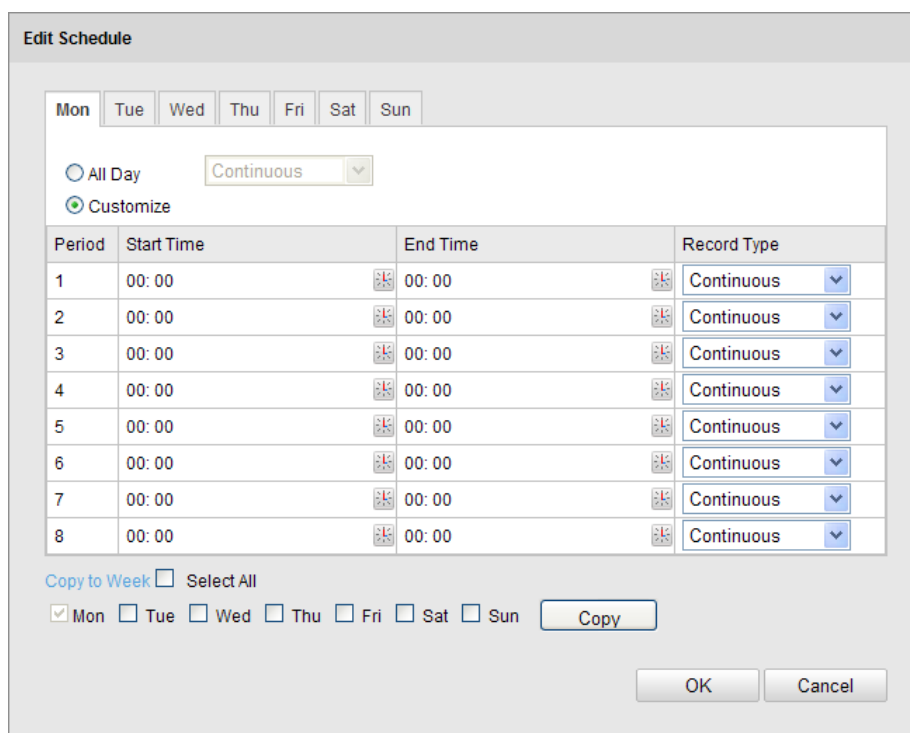 Edit Schedule
Mon Tue Wed Thu Fri Sat Sun
All Day Continuous
Customize
Period Start Time End Time Record Type
1 00: 00 00: 00 Continuous
2 00: 00 00: 00 Continuous
3 00: 00 00: 00 Continuous
4 00: 00 00: 00 Continuous
5 00: 00 00: 00 Continuous
6 00: 00 00: 00 Continuous
7 00: 00 00: 00 Continuous
8 00: 00 00: 00 Continuous
Copy to Week Select All
Mon Tue Wed Thu Fri Sat Sun Copy
OK Cancel